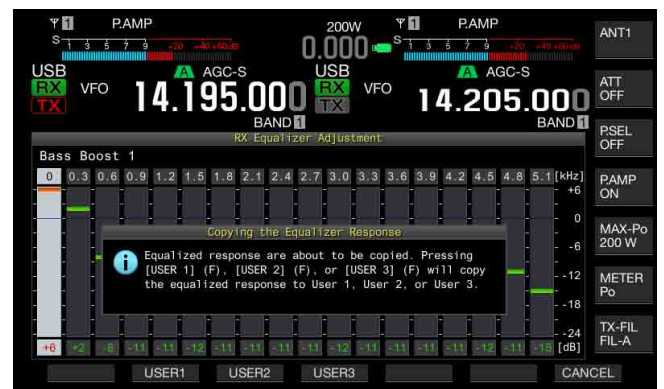 1 P.AMP 200W 1 P.AMP ANT1
S 1 3 5 7 9 +20 +40 +60dB 0.000 S 1 3 5 7 9 +20 +40 +60dB
USB A AGC-S USB A AGC-S ATT OFF
RX TX VFO 14.195.000 RX TX VFO 14.205.000
BAND 1 BAND 1
RX Equalizer Adjustment P.SEL OFF
Bass Boost 1
0 0.3 0.6 0.9 1.2 1.5 1.8 2.1 2.4 2.7 3.0 3.3 3.6 3.9 4.2 4.5 4.8 5.1 [kHz] P.AMP ON
+6
0
Copying the Equalizer Response MAX-Po 200 W
-6
Equalized response are about to be copied. Pressing
[USER 1] (F), [USER 2] (F), or [USER 3] (F) will copy
the equalized response to User 1, User 2, or User 3.
-12 METER Po
-18
-24 TX-FIL FIL-A
+6 +2 -8 -11 -11 -12 -11 -11 -11 -11 -12 -11 -11 -11 -12 -11 -15 [dB]
USER1 USER2 USER3 CANCEL